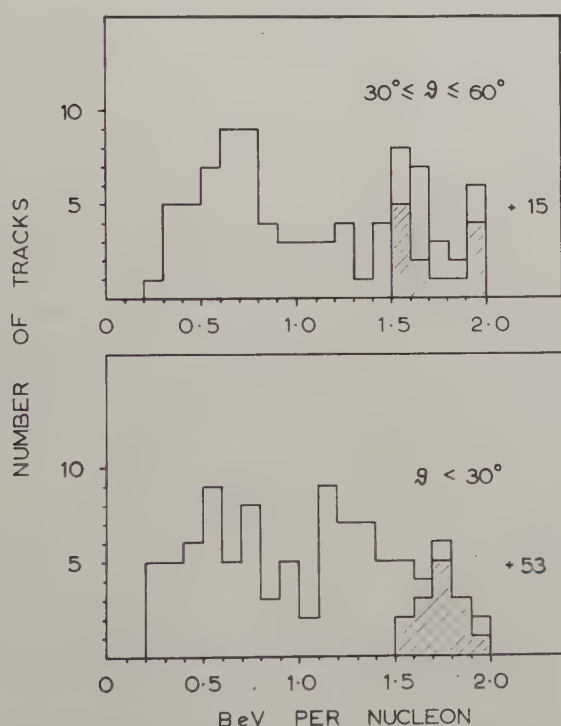 30° ≤ ϑ ≤ 60°
10
5
+ 15
0 0·5 1·0 1·5 2·0
NUMBER OF TRACKS
ϑ < 30°
10
5
+ 53
0 0·5 1·0 1·5 2·0
BeV PER NUCLEON